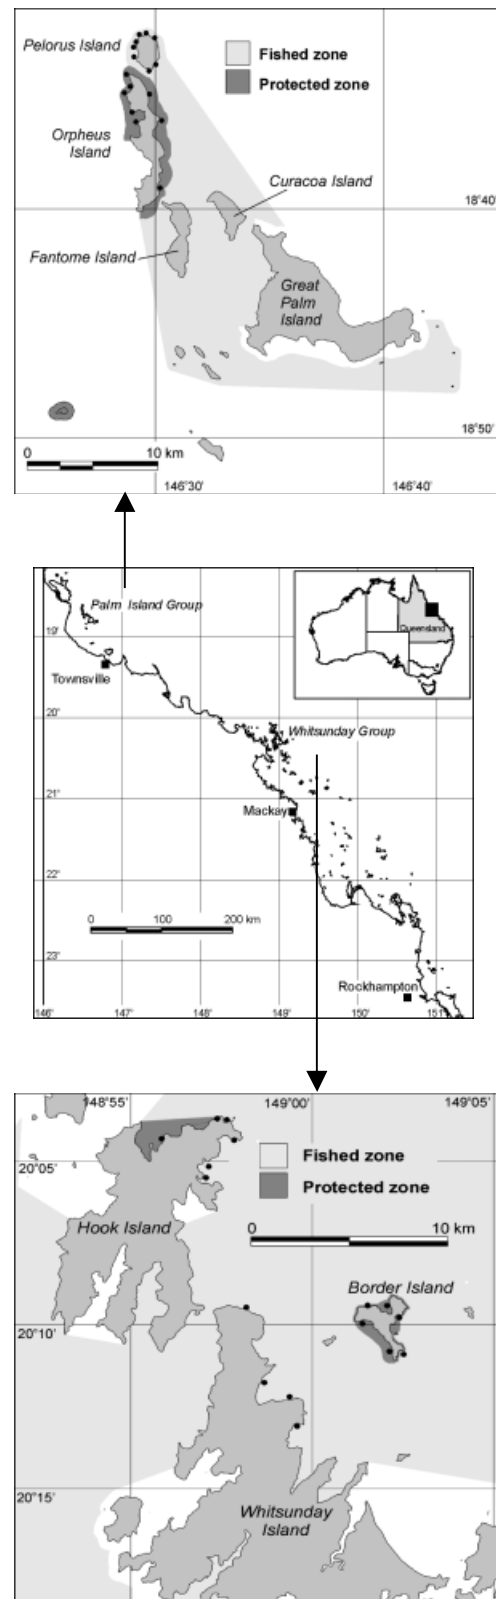 Pelorus Island
Fished zone
Protected zone
Orpheus
Island
Curacoa Island
18°40'
Fantome Island
Great
Palm
Island
18°50'
0 10 km
146°30' 146°40'
Palm Island Group
Queensland
19°
Townsville
20°
Whitsunday Group
21°
Mackay
22°
0 100 200 km
23°
Rockhampton
146° 147° 148° 149° 150° 151°
148°55' 149°00' 149°05'
Fished zone
20°05'
Protected zone
Hook Island
0 10 km
Border Island
20°10'
20°15'
Whitsunday
Island